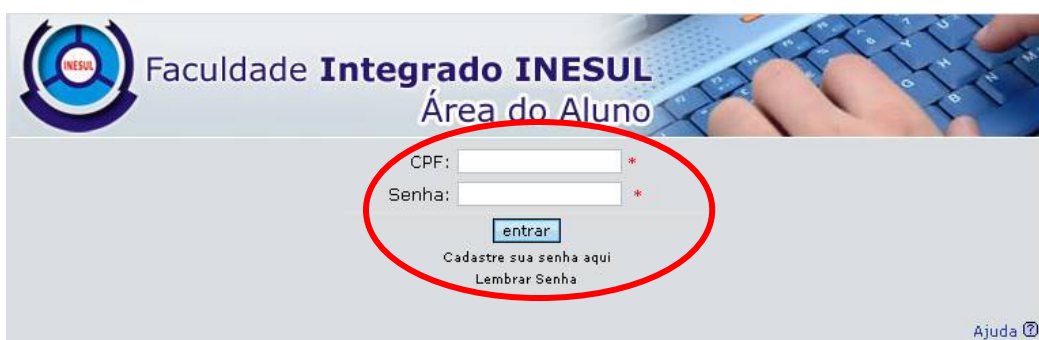 INESUL
Faculdade Integrado INESUL
Área do Aluno
CPF: *
Senha: *
entrar
Cadastre sua senha aqui
Lembrar Senha
Ajuda ?